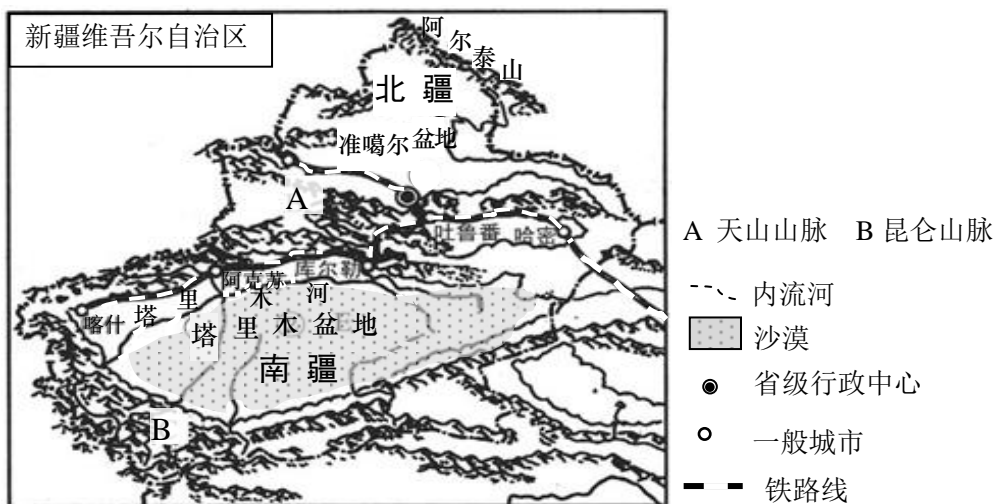 新疆维吾尔自治区
阿尔泰山
北疆
准噶尔盆地
A
吐鲁番
哈密
库尔勒
阿克苏
喀什
塔里木河
塔里木盆地
南疆
B
A 天山山脉 B 昆仑山脉
内流河
沙漠
省级行政中心
一般城市
铁路线